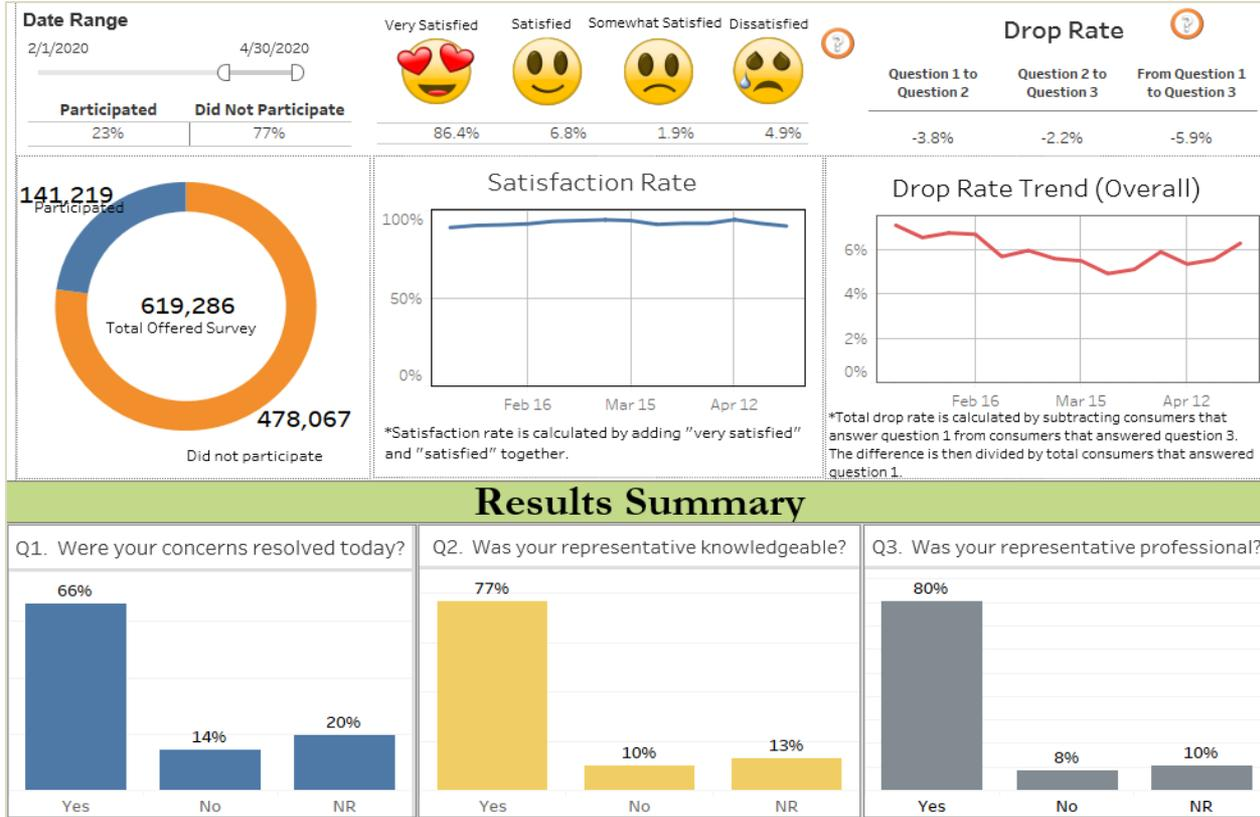 Date Range
2/1/2020 4/30/2020
Participated Did Not Participate
23% 77%
Very Satisfied Satisfied Somewhat Satisfied Dissatisfied
86.4% 6.8% 1.9% 4.9%
?
Drop Rate ?
Question 1 to Question 2 to From Question 1
Question 2 Question 3 to Question 3
-3.8% -2.2% -5.9%
141,219
Participated
619,286
Total Offered Survey
478,067
Did not participate
Satisfaction Rate
100%
50%
0%
Feb 16 Mar 15 Apr 12
*Satisfaction rate is calculated by adding "very satisfied"
and "satisfied" together.
Drop Rate Trend (Overall)
6%
4%
2%
0%
Feb 16 Mar 15 Apr 12
*Total drop rate is calculated by subtracting consumers that
answer question 1 from consumers that answered question 3.
The difference is then divided by total consumers that answered
question 1.
Results Summary
Q1. Were your concerns resolved today?
66%
14%
20%
Yes No NR
Q2. Was your representative knowledgeable?
77%
10%
13%
Yes No NR
Q3. Was your representative professional?
80%
8%
10%
Yes No NR